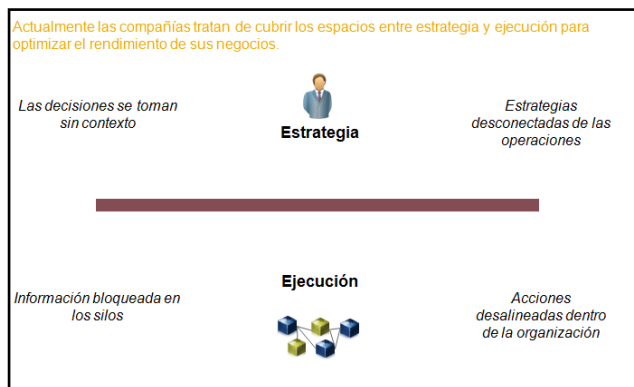 Actualmente las compañías tratan de cubrir los espacios entre estrategia y ejecución para
optimizar el rendimiento de sus negocios.
Las decisiones se toman
sin contexto
Estrategia
Estrategias
desconectadas de las
operaciones
Ejecución
Información bloqueada en
los silos
Acciones
desalineadas dentro
de la organización